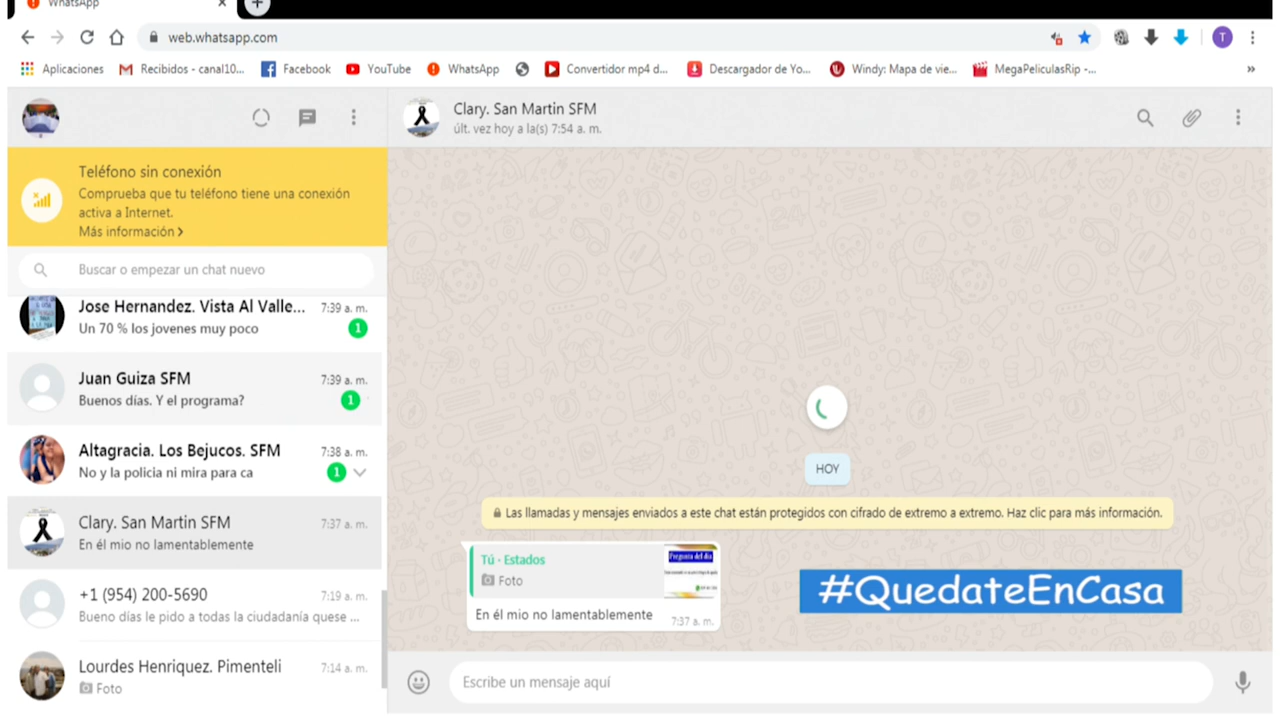 WhatsApp
web.whatsapp.com
T
Aplicaciones
Recibidos - canal10...
Facebook
YouTube
WhatsApp
Convertidor mp4 d...
Descargador de Yo...
Windy: Mapa de vie...
MegaPeliculasRip -...
Clary. San Martin SFM
últ. vez hoy a la(s) 7:54 a. m.
Teléfono sin conexión
Comprueba que tu teléfono tiene una conexión
activa a Internet.
Más información
Buscar o empezar un chat nuevo
Jose Hernandez. Vista Al Valle... 7:39 a. m.
Un 70 % los jovenes muy poco 1
Juan Guiza SFM 7:39 a. m.
Buenos días. Y el programa? 1
Altagracia. Los Bejucos. SFM 7:38 a. m.
No y la policia ni mira para ca 1
Clary. San Martin SFM 7:37 a. m.
En él mio no lamentablemente
+1 (954) 200-5690 7:19 a. m.
Bueno días le pido a todas la ciudadanía quese ...
Lourdes Henriquez. Pimenteli 7:14 a. m.
Foto
HOY
Las llamadas y mensajes enviados a este chat están protegidos con cifrado de extremo a extremo. Haz clic para más información.
Tú · Estados
Foto
Pregunta del dia
En él mio no lamentablemente
7:37 a. m.
#QuedateEnCasa
Escribe un mensaje aquí